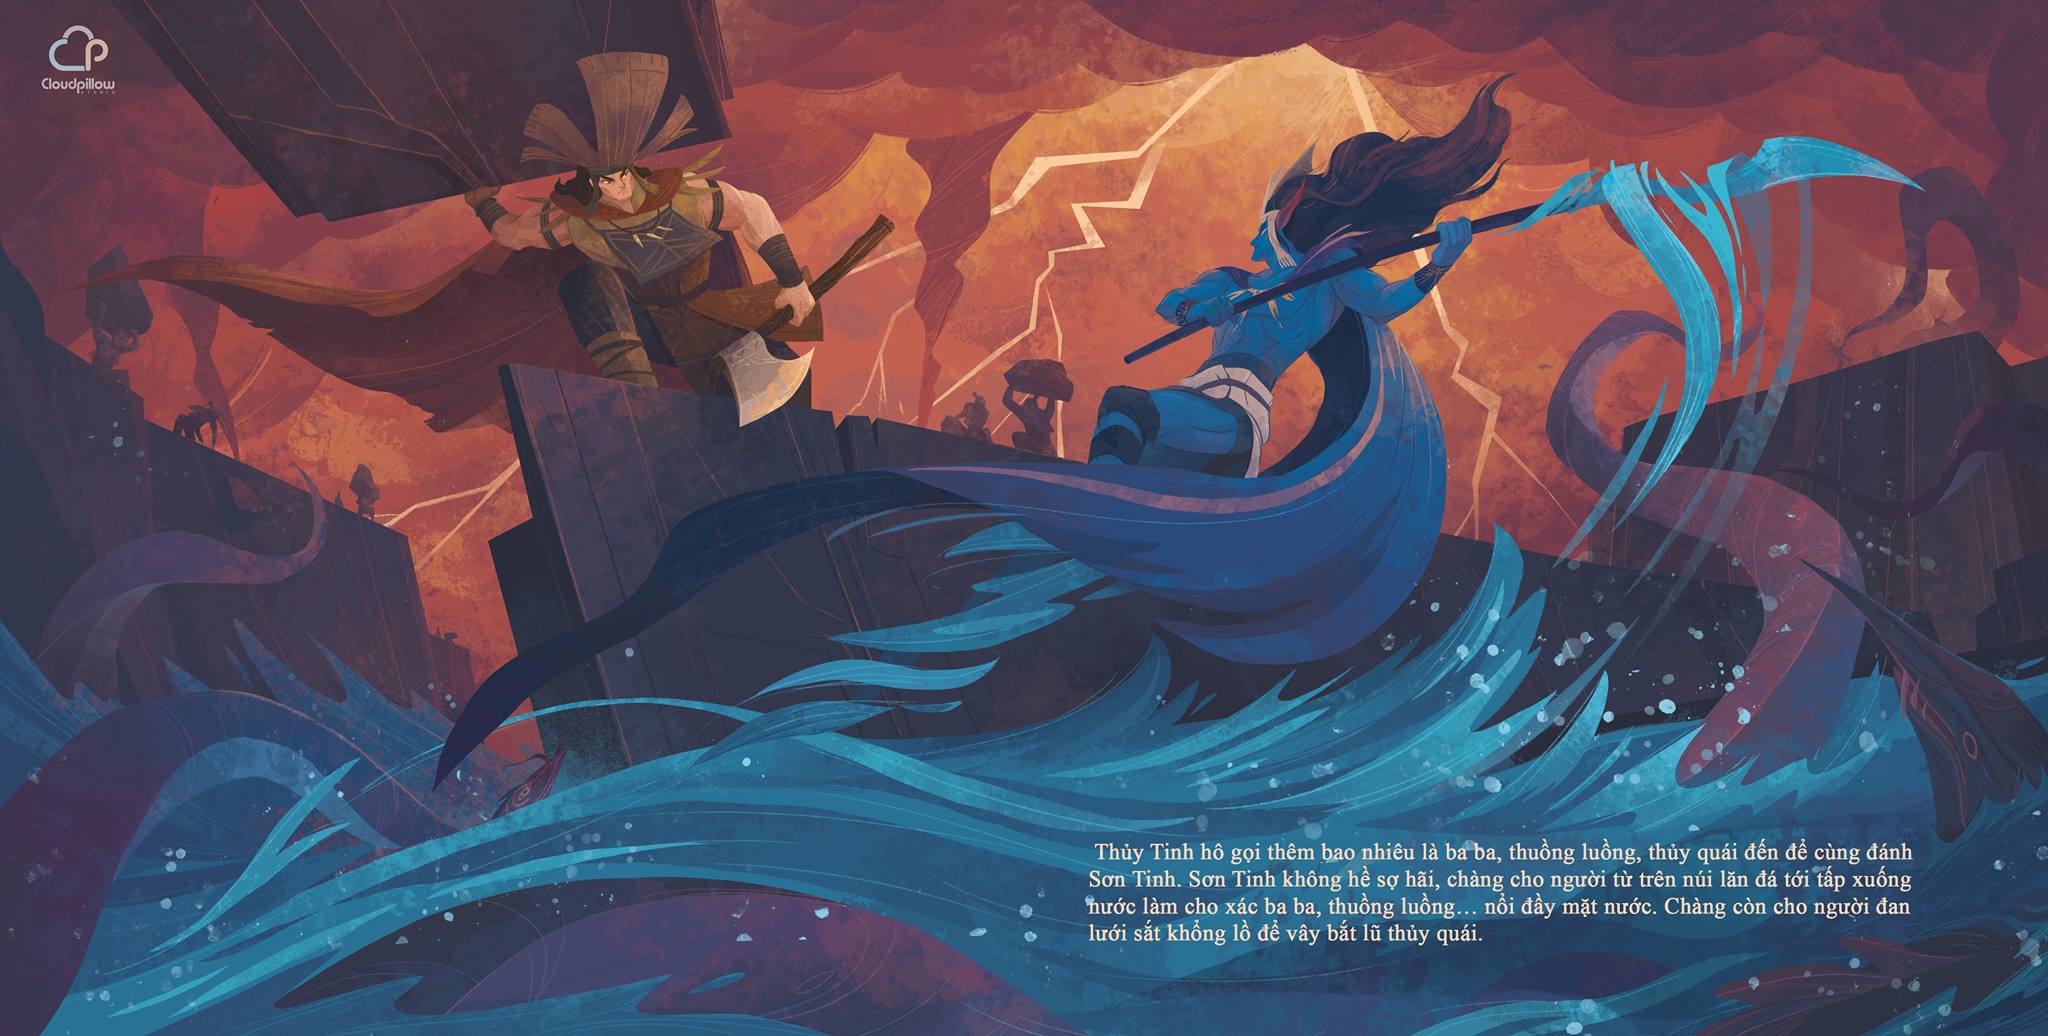 Cloudpillow
STUDIO
Thủy Tinh hô gọi thêm bao nhiêu là ba ba, thuồng luồng, thủy quái đến để cùng đánh
Sơn Tinh. Sơn Tinh không hề sợ hãi, chàng cho người từ trên núi lăn đá tới tấp xuống
nước làm cho xác ba ba, thuồng luồng... nổi đầy mặt nước. Chàng còn cho người đan
lưới sắt khổng lồ để vây bắt lũ thủy quái.